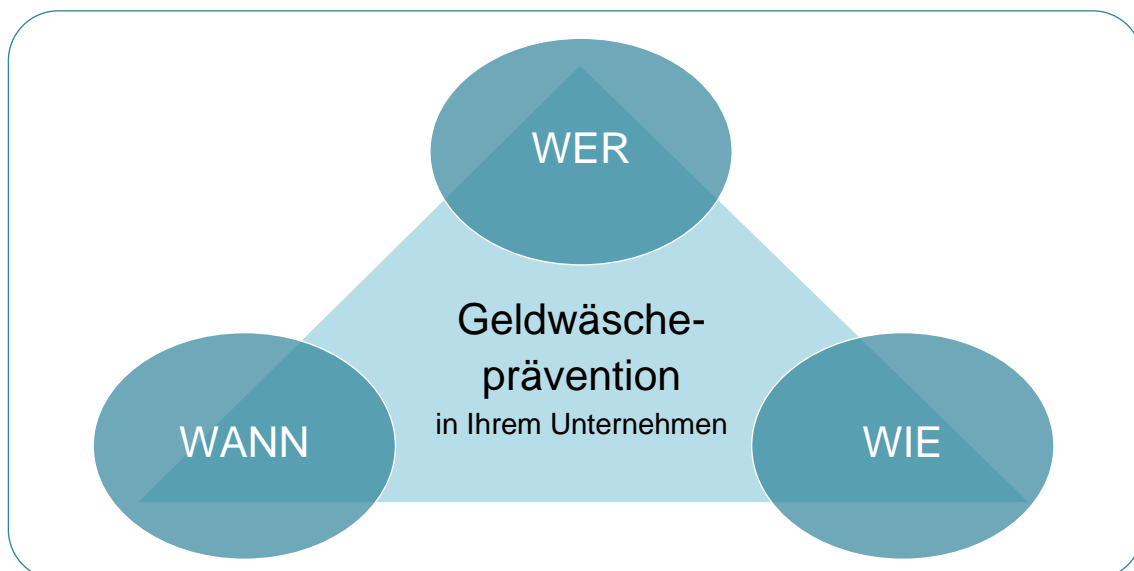 WER
Geldwäsche-
prävention
in Ihrem Unternehmen
WANN
WIE